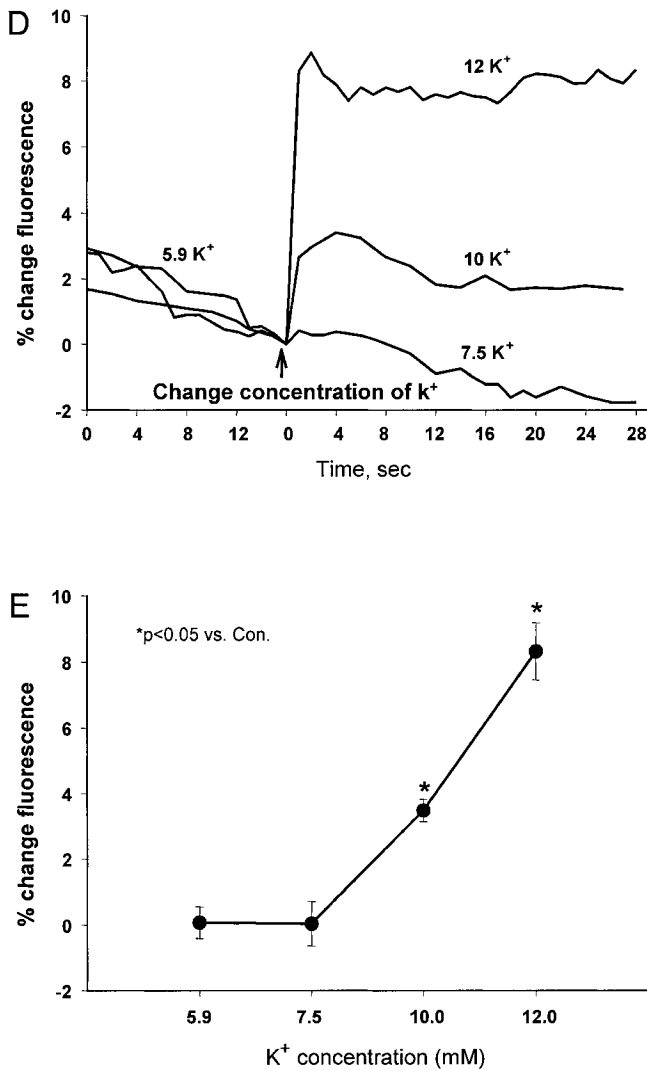 D
% change fluorescence
10
8
6
4
2
0
-2
12 K⁺
5.9 K⁺
10 K⁺
7.5 K⁺
Change concentration of k⁺
0 4 8 12 0 4 8 12 16 20 24 28
Time, sec
E
% change fluorescence
10
8
6
4
2
0
-2
*p<0.05 vs. Con.
*
*
5.9 7.5 10.0 12.0
K⁺ concentration (mM)